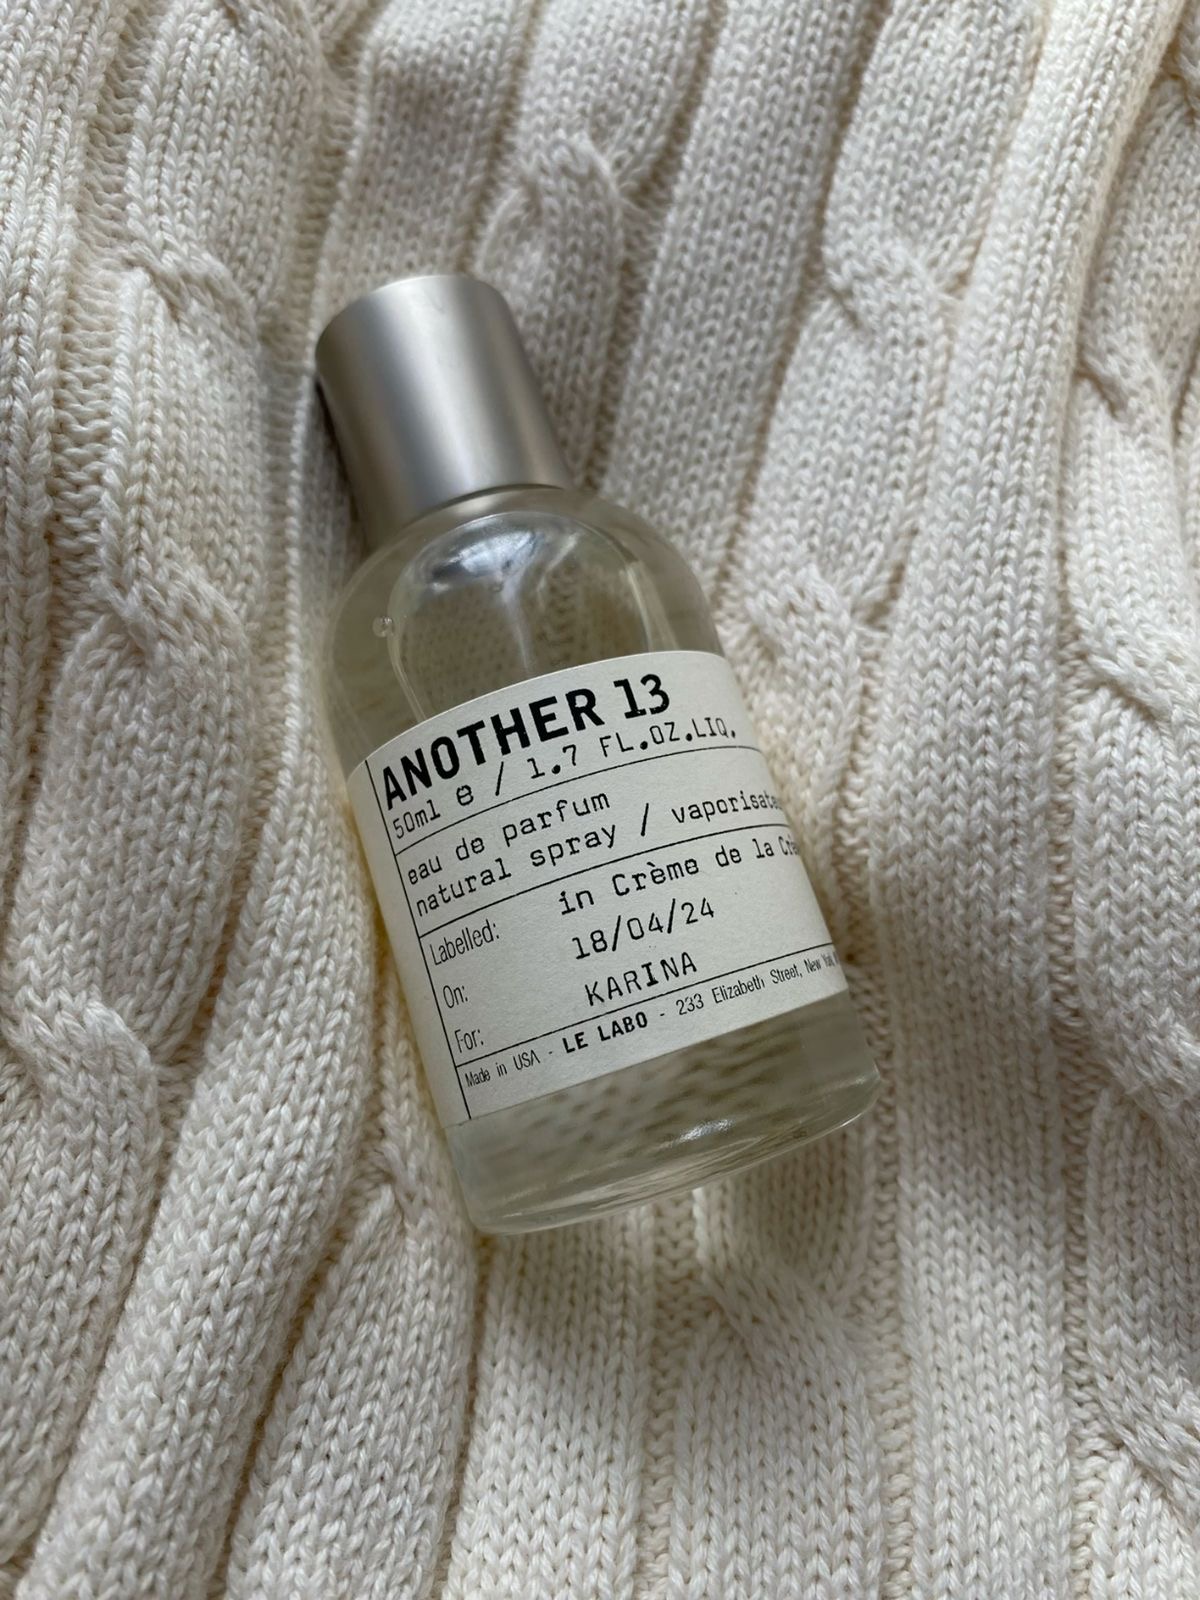 ANOTHER 13
50ml e / 1.7 FL.OZ.LIQ.
eau de parfum
natural spray / 
Labelled: in Crème de la
On: 18/04/24
For: KARINA
Made in USA - LE LABO - 233 Elizabeth Street, New